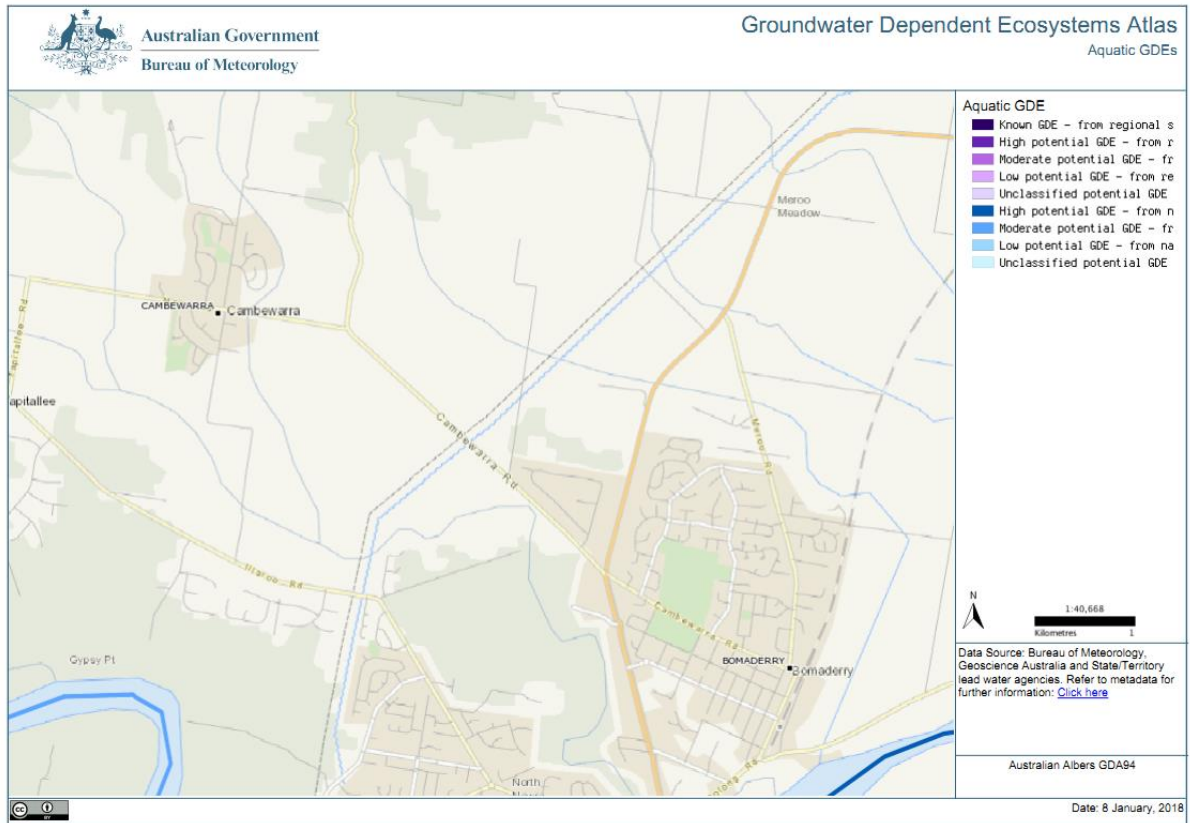 Australian Government
Bureau of Meteorology
Groundwater Dependent Ecosystems Atlas
Aquatic GDEs
Meroo
Meadow
CAMBEWARRA
Cambewarra
apitallee Rd
apitallee
Cambewarra Rd
Meroo Rd
Illaroo Rd
Cambewarra Rd
Gypsy Pt
BOMADERRY
Bomaderry
North
Rd
Aquatic GDE
Known GDE - from regional s
High potential GDE - from r
Moderate potential GDE - fr
Low potential GDE - from re
Unclassified potential GDE
High potential GDE - from n
Moderate potential GDE - fr
Low potential GDE - from na
Unclassified potential GDE
N
1:40,668
Kilometres 1
Data Source: Bureau of Meteorology,
Geoscience Australia and State/Territory
lead water agencies. Refer to metadata for
further information: Click here
Australian Albers GDA94
cc
BY
Date: 8 January, 2018